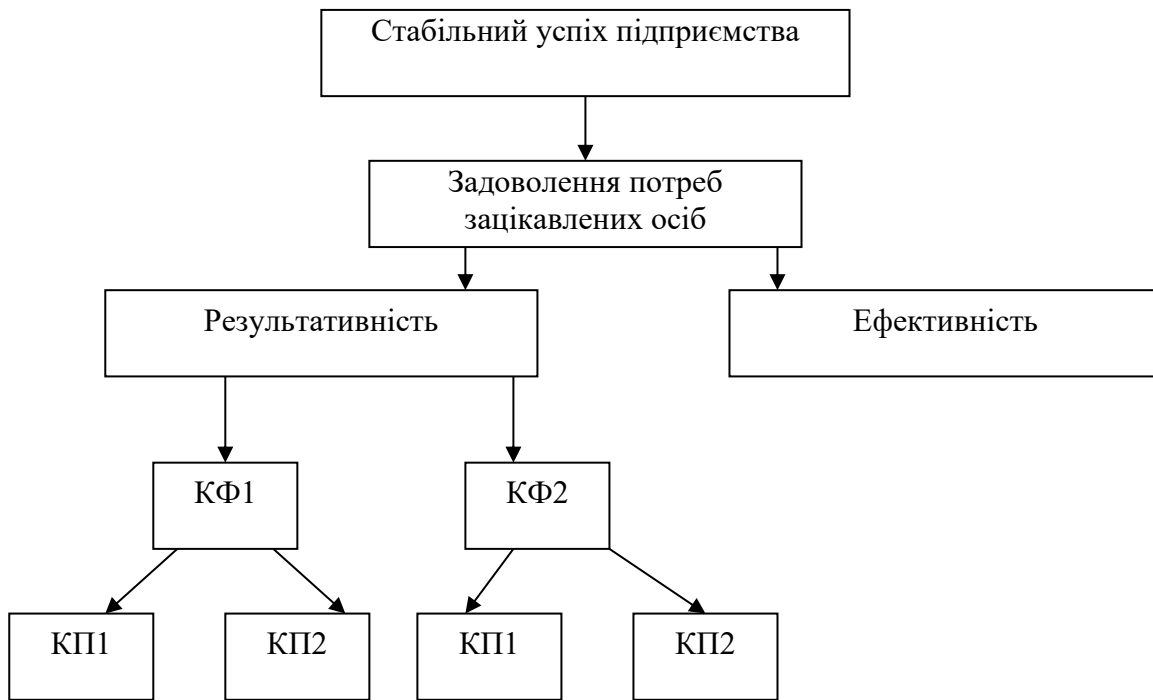 Стабільний успіх підприємства
Задоволення потреб
зацікавлених осіб
Результативність
Ефективність
КФ1
КФ2
КП1
КП2
КП1
КП2